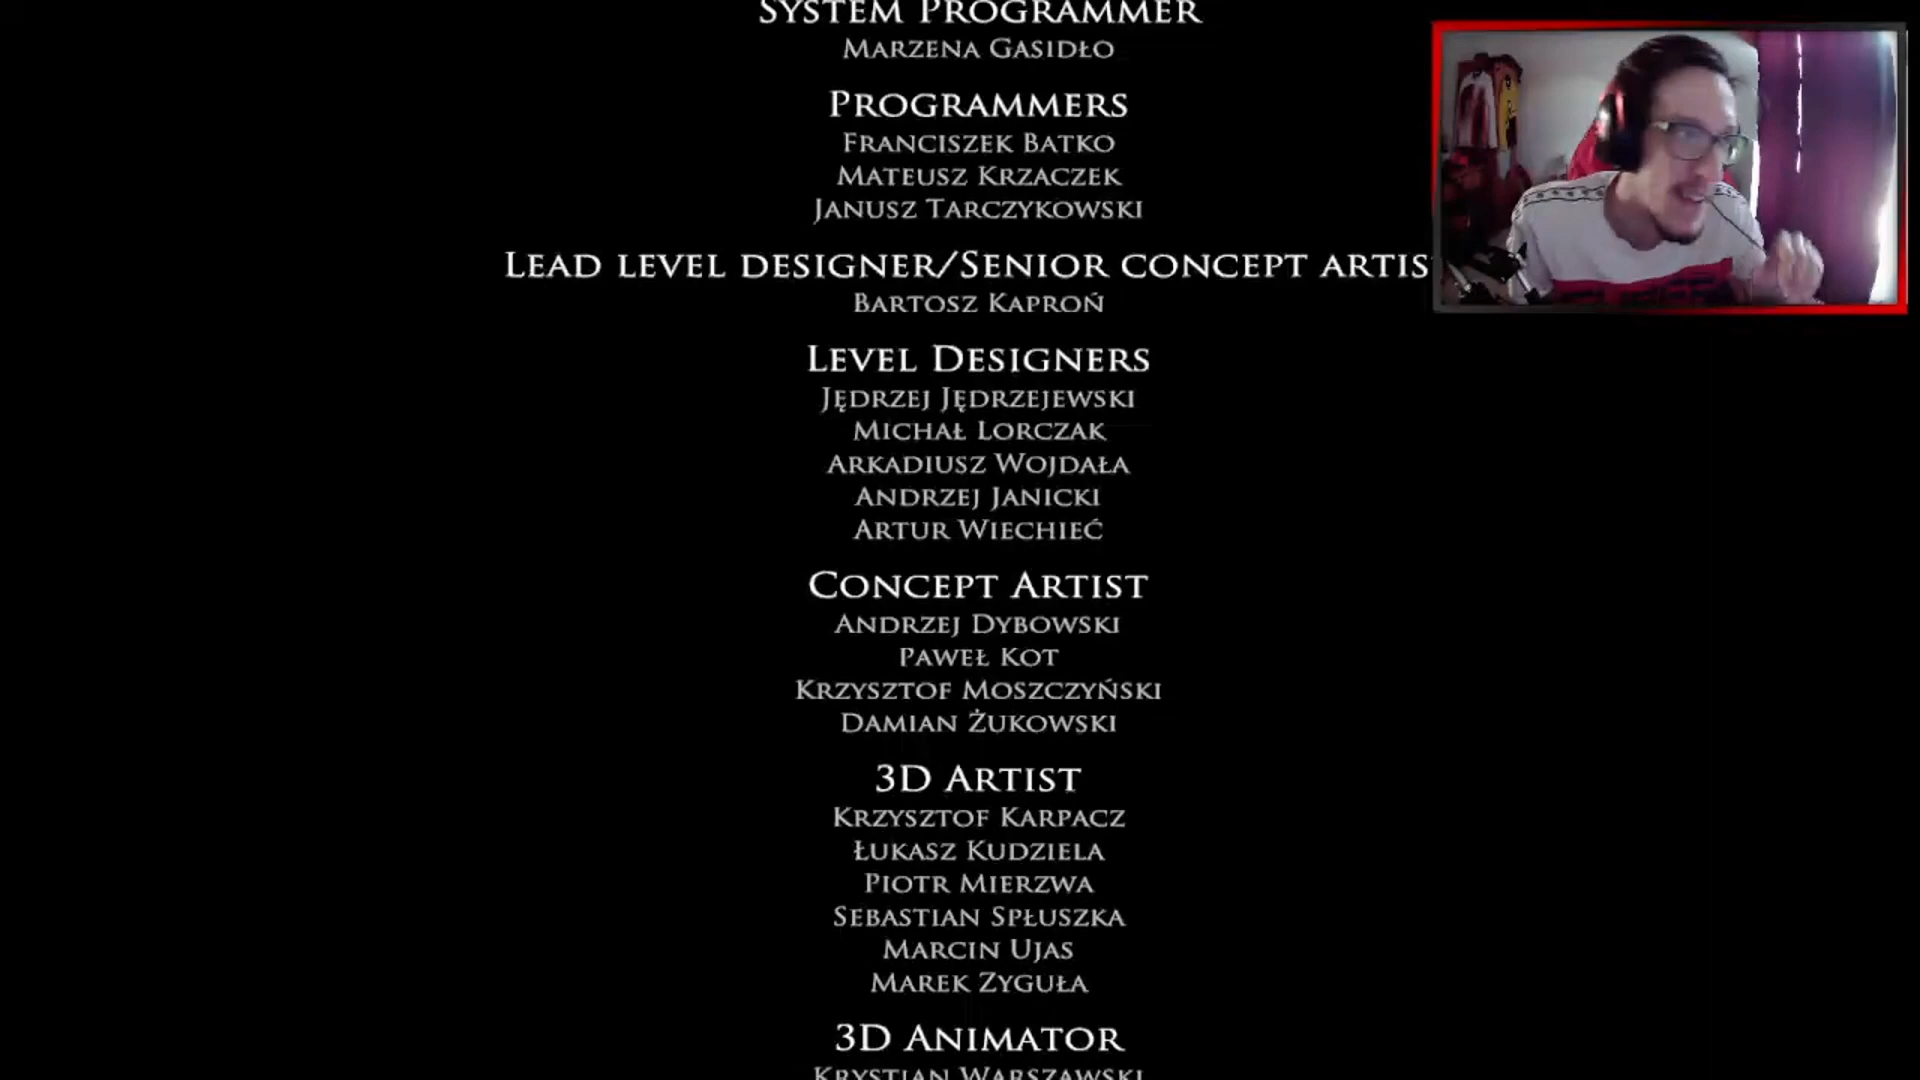 System Programmer
Marzena Gasidło
Programmers
Franciszek Batko
Mateusz Krzaczek
Janusz Tarczykowski
Lead level designer/Senior concept artis
Bartosz Kaproń
Level Designers
Jędrzej Jędrzejewski
Michał Lorczak
Arkadiusz Wojdała
Andrzej Janicki
Artur Wiechieć
Concept Artist
Andrzej Dybowski
Paweł Kot
Krzysztof Moszczyński
Damian Żukowski
3D Artist
Krzysztof Karpacz
Łukasz Kudziela
Piotr Mierzwa
Sebastian Spłuszka
Marcin Ujas
Marek Zyguła
3D Animator
Krystian Warszawski